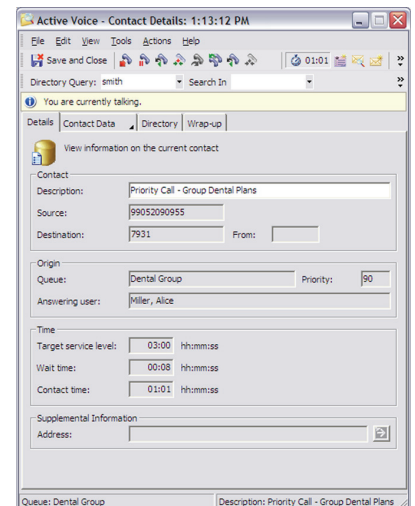 Active Voice - Contact Details: 1:13:12 PM
File Edit View Tools Actions Help
Save and Close 01:01
Directory Query: smith Search In
You are currently talking.
Details Contact Data Directory Wrap-up
View information on the current contact
Contact
Description: Priority Call - Group Dental Plans
Source: 99052090955
Destination: 7931 From:
Origin
Queue: Dental Group Priority: 90
Answering user: Miller, Alice
Time
Target service level: 03:00 hh:mm:ss
Wait time: 00:08 hh:mm:ss
Contact time: 01:01 hh:mm:ss
Supplemental Information
Address:
Queue: Dental Group Description: Priority Call - Group Dental Plans